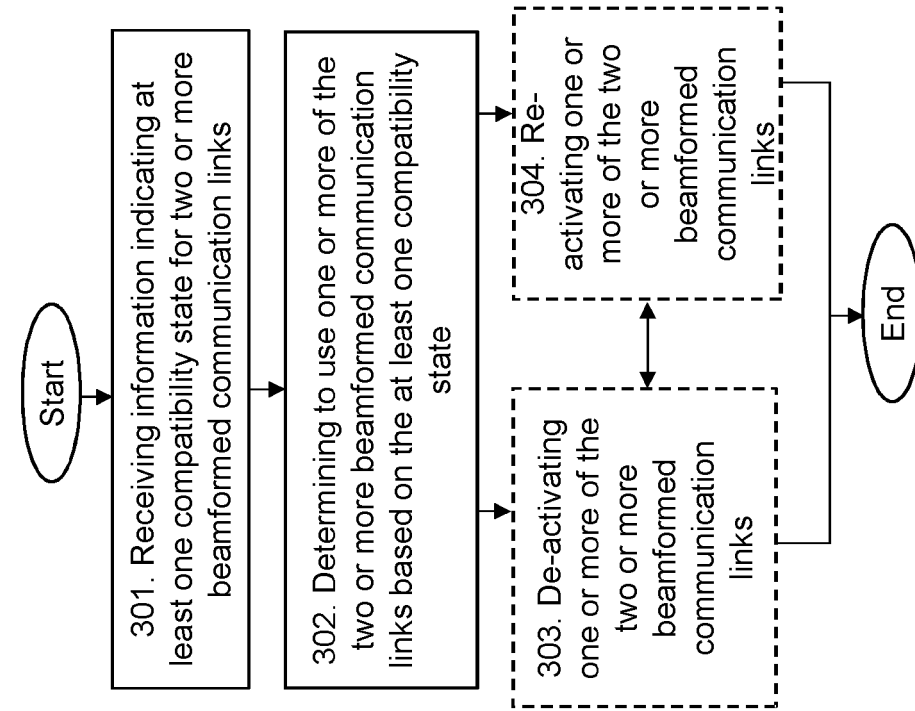 Start
301. Receiving information indicating at
least one compatibility state for two or more
beamformed communication links
302. Determining to use one or more of the
two or more beamformed communication
links based on the at least one compatibility
state
303. De-activating
one or more of the
two or more
beamformed
communication
links
304. Re-
activating one or
more of the two
or more
beamformed
communication
links
End